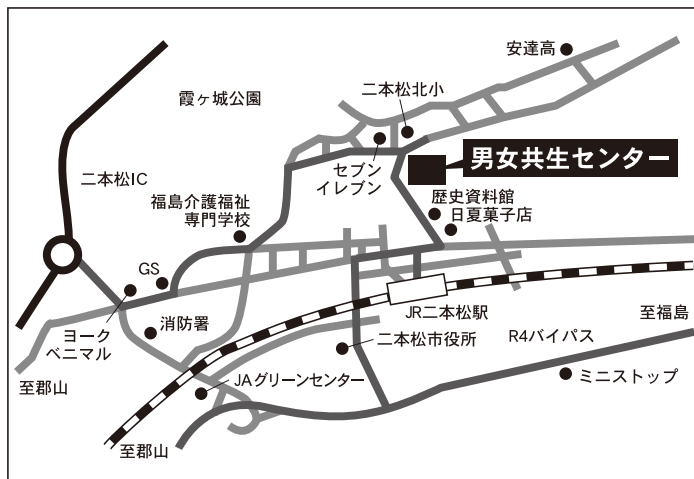 安達高
二本松北小
霞ヶ城公園
男女共生センター
セブン
イレブン
二本松IC
福島介護福祉
専門学校
歴史資料館
日夏菓子店
GS
JR二本松駅
至福島
消防署
ヨーク
ベニマル
二本松市役所
R4バイパス
JAグリーンセンター
ミニストップ
至郡山
至郡山